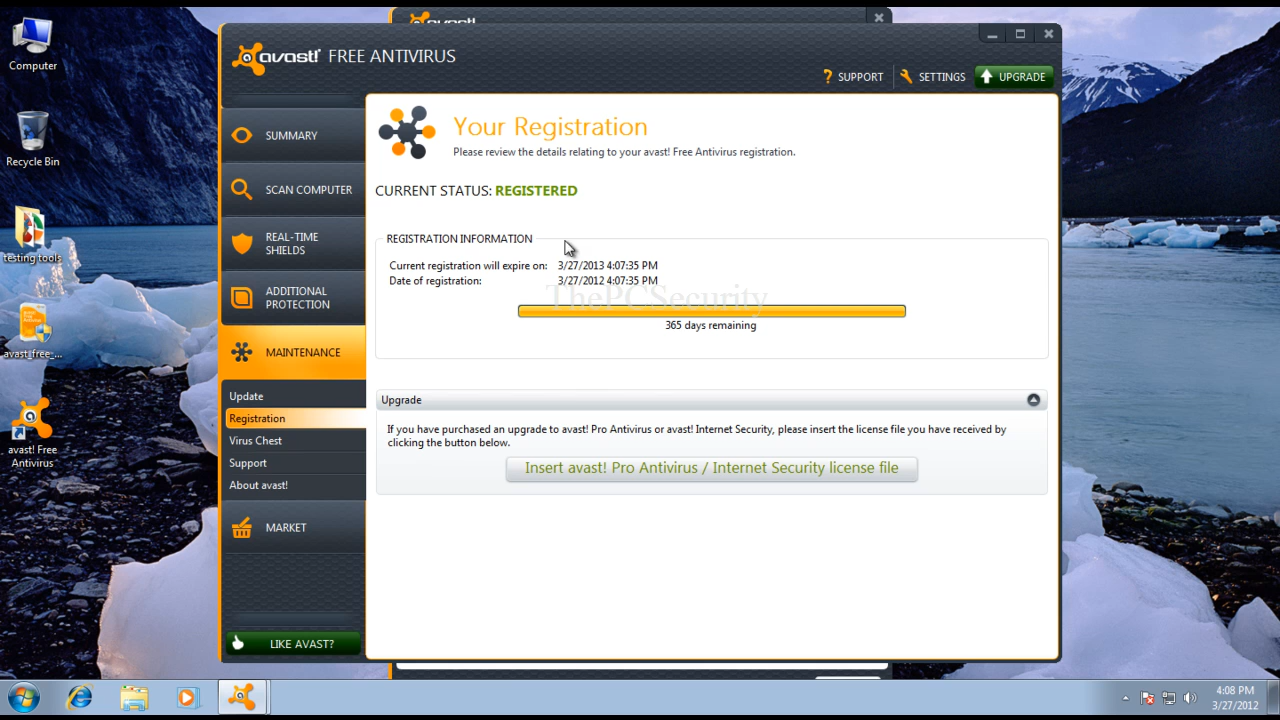 avast!
Computer
Recycle Bin
testing tools
avast_free_...
avast! Free
Antivirus
avast! FREE ANTIVIRUS
? SUPPORT
SETTINGS
UPGRADE
SUMMARY
SCAN COMPUTER
REAL-TIME
SHIELDS
ADDITIONAL
PROTECTION
MAINTENANCE
Update
Registration
Virus Chest
Support
About avast!
MARKET
LIKE AVAST?
Your Registration
Please review the details relating to your avast! Free Antivirus registration.
CURRENT STATUS: REGISTERED
REGISTRATION INFORMATION
Current registration will expire on: 3/27/2013 4:07:35 PM
Date of registration: 3/27/2012 4:07:35 PM
ThePCSecurity
365 days remaining
Upgrade
If you have purchased an upgrade to avast! Pro Antivirus or avast! Internet Security, please insert the license file you have received by
clicking the button below.
Insert avast! Pro Antivirus / Internet Security license file
4:08 PM
3/27/2012